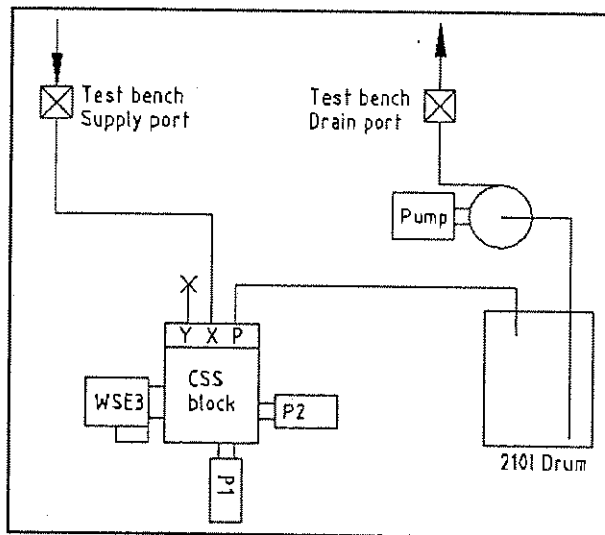 Test bench
Supply port
Test bench
Drain port
Pump
Y X P
CSS
block
WSE3
P2
P1
210l Drum